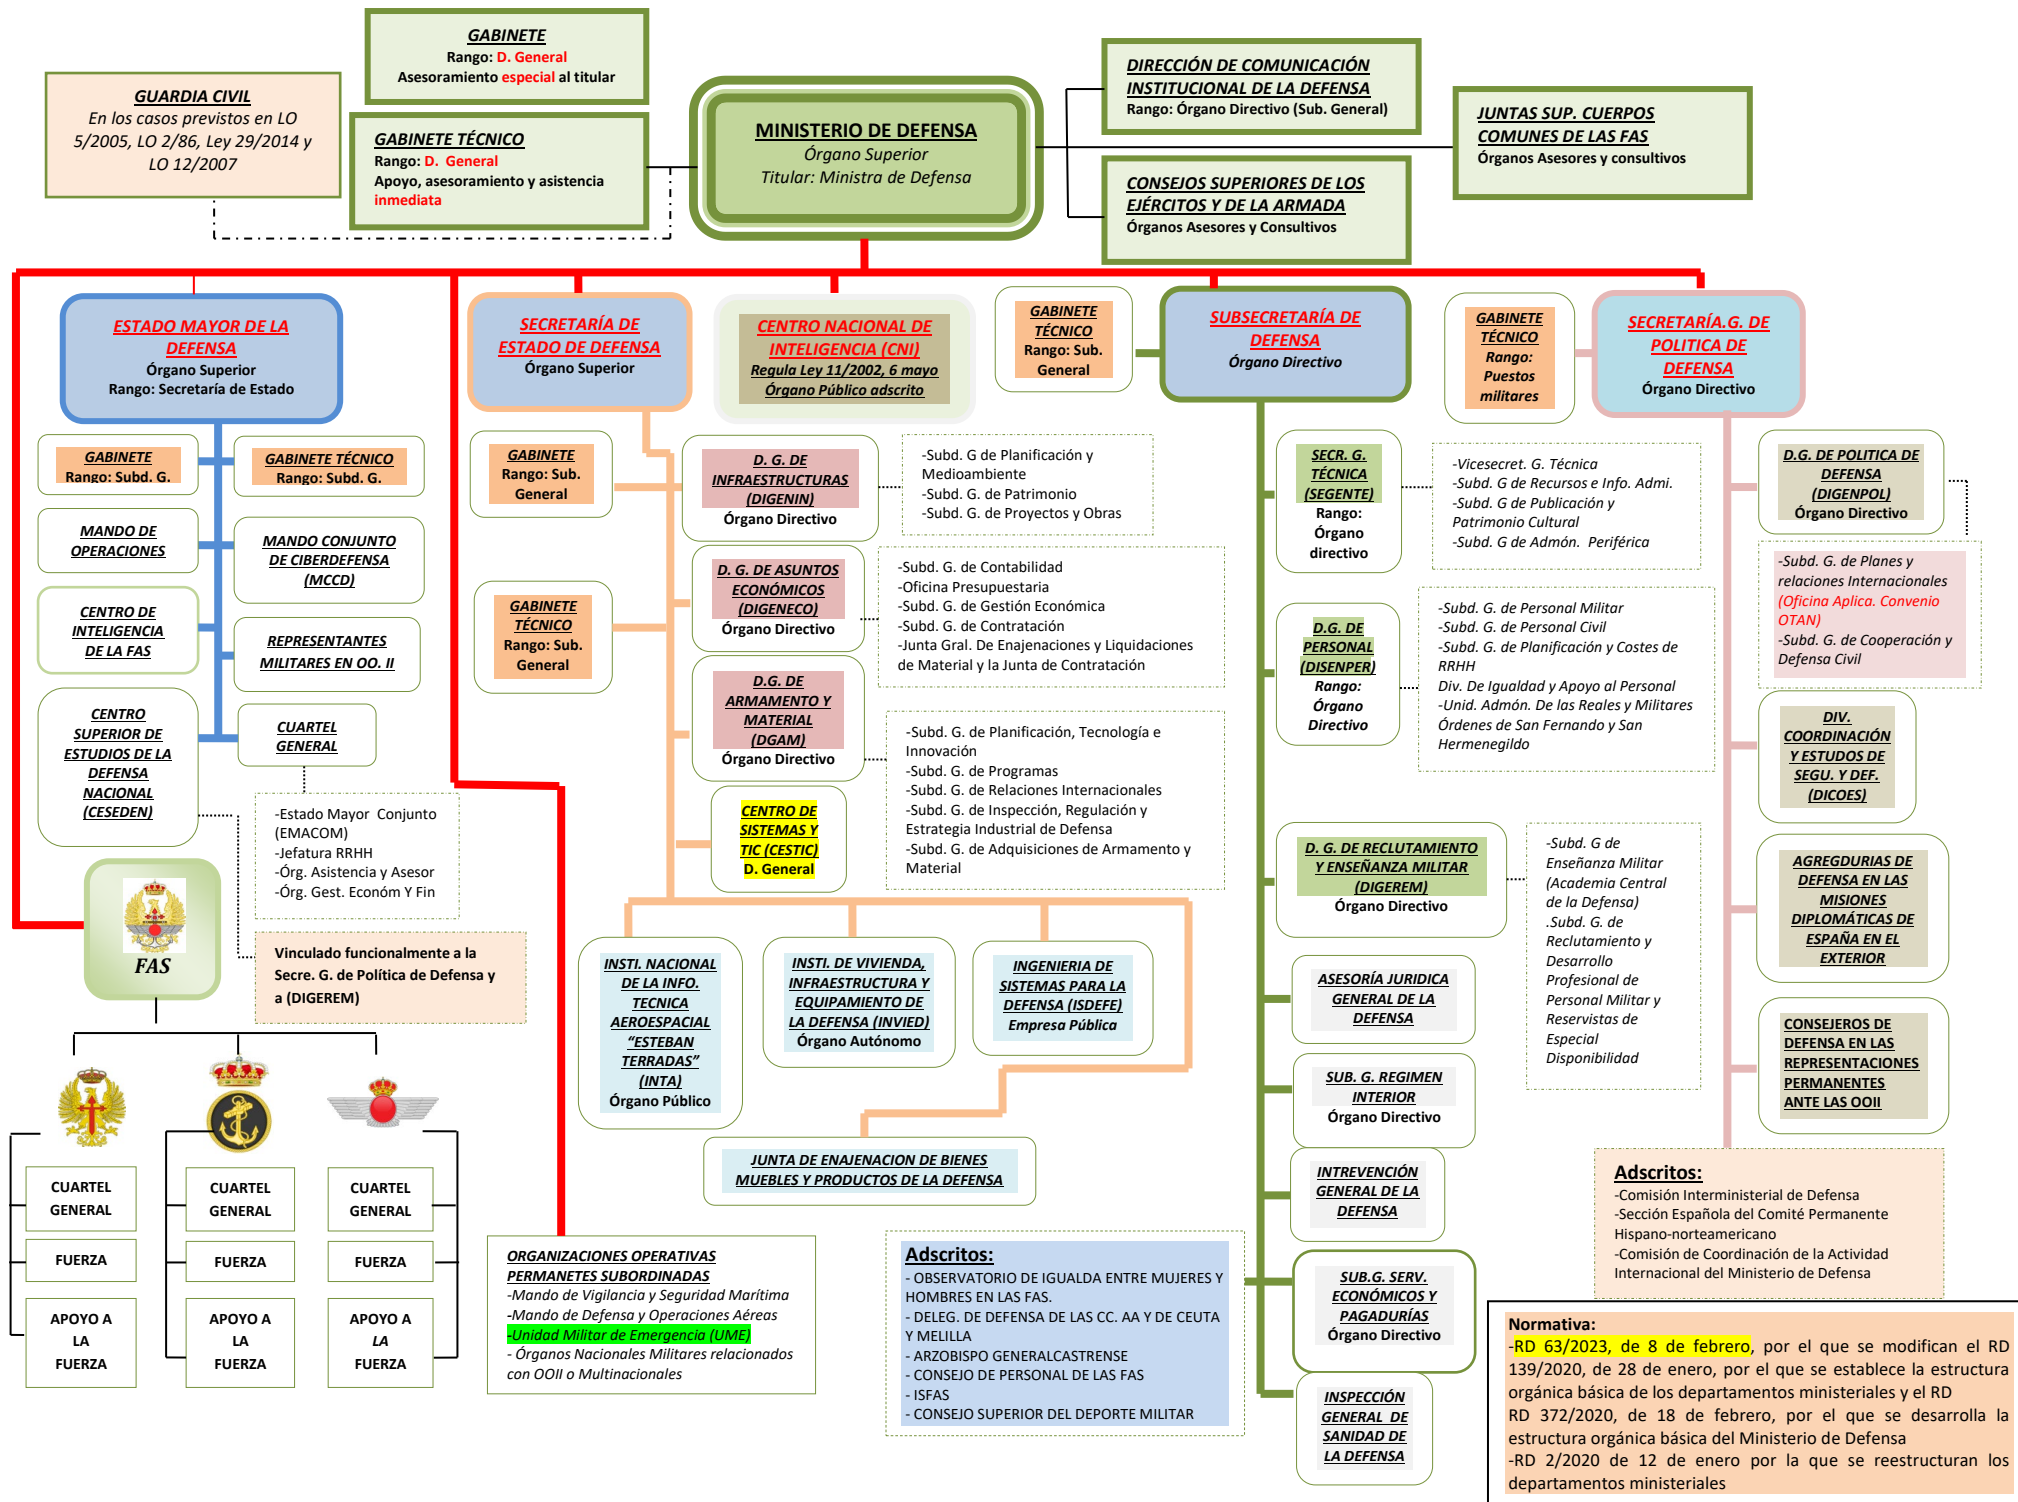 GABINETE
Rango: D. General
Asesoramiento especial al titular
GUARDIA CIVIL
En los casos previstos en LO
5/2005, LO 2/86, Ley 29/2014 y
LO 12/2007
GABINETE TÉCNICO
Rango: D. General
Apoyo, asesoramiento y asistencia
inmediata
MINISTERIO DE DEFENSA
Órgano Superior
Titular: Ministra de Defensa
DIRECCIÓN DE COMUNICACIÓN
INSTITUCIONAL DE LA DEFENSA
Rango: Órgano Directivo (Sub. General)
JUNTAS SUP. CUERPOS
COMUNES DE LAS FAS
Órganos Asesores y consultivos
CONSEJOS SUPERIORES DE LOS
EJÉRCITOS Y DE LA ARMADA
Órganos Asesores y Consultivos
ESTADO MAYOR DE LA
DEFENSA
Órgano Superior
Rango: Secretaría de Estado
SECRETARÍA DE
ESTADO DE DEFENSA
Órgano Superior
CENTRO NACIONAL DE
INTELIGENCIA (CNI)
Regula Ley 11/2002, 6 mayo
Órgano Público adscrito
GABINETE
TÉCNICO
Rango: Sub.
General
SUBSECRETARÍA DE
DEFENSA
Órgano Directivo
GABINETE
TÉCNICO
Rango:
Puestos
militares
SECRETARÍA.G. DE
POLITICA DE
DEFENSA
Órgano Directivo
GABINETE
Rango: Subd. G.
GABINETE TÉCNICO
Rango: Subd. G.
MANDO DE
OPERACIONES
MANDO CONJUNTO
DE CIBERDEFENSA
(MCCD)
CENTRO DE
INTELIGENCIA
DE LA FAS
REPRESENTANTES
MILITARES EN OO. II
CENTRO
SUPERIOR DE
ESTUDIOS DE LA
DEFENSA
NACIONAL
(CESEDEN)
CUARTEL
GENERAL
-Estado Mayor Conjunto
(EMACOM)
-Jefatura RRHH
-Órg. Asistencia y Asesor
-Órg. Gest. Económ Y Fin
Vinculado funcionalmente a la
Secre. G. de Política de Defensa y
a (DIGEREM)
FAS
CUARTEL
GENERAL
FUERZA
APOYO A
LA
FUERZA
CUARTEL
GENERAL
FUERZA
APOYO A
LA
FUERZA
CUARTEL
GENERAL
FUERZA
APOYO A
LA
FUERZA
GABINETE
Rango: Sub.
General
GABINETE
TÉCNICO
Rango: Sub.
General
D. G. DE
INFRAESTRUCTURAS
(DIGENIN)
Órgano Directivo
-Subd. G de Planificación y
Medioambiente
-Subd. G. de Patrimonio
-Subd. G. de Proyectos y Obras
D. G. DE ASUNTOS
ECONÓMICOS
(DIGENECO)
Órgano Directivo
-Subd. G. de Contabilidad
-Oficina Presupuestaria
-Subd. G. de Gestión Económica
-Subd. G. de Contratación
-Junta Gral. De Enajenaciones y Liquidaciones
de Material y la Junta de Contratación
D.G. DE
ARMAMENTO Y
MATERIAL
(DGAM)
Órgano Directivo
-Subd. G. de Planificación, Tecnología e
Innovación
-Subd. G. de Programas
-Subd. G. de Relaciones Internacionales
-Subd. G. de Inspección, Regulación y
Estrategia Industrial de Defensa
-Subd. G. de Adquisiciones de Armamento y
Material
CENTRO DE
SISTEMAS Y
TIC (CESTIC)
D. General
INSTI. NACIONAL
DE LA INFO.
TECNICA
AEROESPACIAL
“ESTEBAN
TERRADAS”
(INTA)
Órgano Público
INSTI. DE VIVIENDA,
INFRAESTRUCTURA Y
EQUIPAMIENTO DE
LA DEFENSA (INVIED)
Órgano Autónomo
INGENIERIA DE
SISTEMAS PARA LA
DEFENSA (ISDEFE)
Empresa Pública
JUNTA DE ENAJENACION DE BIENES
MUEBLES Y PRODUCTOS DE LA DEFENSA
ORGANIZACIONES OPERATIVAS
PERMANETES SUBORDINADAS
-Mando de Vigilancia y Seguridad Marítima
-Mando de Defensa y Operaciones Aéreas
-Unidad Militar de Emergencia (UME)
- Órganos Nacionales Militares relacionados
con OOII o Multinacionales
SECR. G.
TÉCNICA
(SEGENTE)
Rango:
Órgano
directivo
-Vicesecret. G. Técnica
-Subd. G de Recursos e Info. Admi.
-Subd. G de Publicación y
Patrimonio Cultural
-Subd. G de Admón. Periférica
D.G. DE
PERSONAL
(DISENPER)
Rango:
Órgano
Directivo
-Subd. G. de Personal Militar
-Subd. G. de Personal Civil
-Subd. G. de Planificación y Costes de
RRHH
Div. De Igualdad y Apoyo al Personal
-Unid. Admón. De las Reales y Militares
Órdenes de San Fernando y San
Hermenegildo
D. G. DE RECLUTAMIENTO
Y ENSEÑANZA MILITAR
(DIGEREM)
Órgano Directivo
-Subd. G de
Enseñanza Militar
(Academia Central
de la Defensa)
.Subd. G. de
Reclutamiento y
Desarrollo
Profesional de
Personal Militar y
Reservistas de
Especial
Disponibilidad
ASESORÍA JURIDICA
GENERAL DE LA
DEFENSA
SUB. G. REGIMEN
INTERIOR
Órgano Directivo
INTREVENCIÓN
GENERAL DE LA
DEFENSA
SUB.G. SERV.
ECONÓMICOS Y
PAGADURÍAS
Órgano Directivo
INSPECCIÓN
GENERAL DE
SANIDAD DE
LA DEFENSA
Adscritos:
- OBSERVATORIO DE IGUALDA ENTRE MUJERES Y
HOMBRES EN LAS FAS.
- DELEG. DE DEFENSA DE LAS CC. AA Y DE CEUTA
Y MELILLA
- ARZOBISPO GENERALCASTRENSE
- CONSEJO DE PERSONAL DE LAS FAS
- ISFAS
- CONSEJO SUPERIOR DEL DEPORTE MILITAR
D.G. DE POLITICA DE
DEFENSA
(DIGENPOL)
Órgano Directivo
-Subd. G. de Planes y
relaciones Internacionales
(Oficina Aplica. Convenio
OTAN)
-Subd. G. de Cooperación y
Defensa Civil
DIV.
COORDINACIÓN
Y ESTUDIOS DE
SEGU. Y DEF.
(DICOES)
AGREGDURIAS DE
DEFENSA EN LAS
MISIONES
DIPLOMÁTICAS DE
ESPAÑA EN EL
EXTERIOR
CONSEJEROS DE
DEFENSA EN LAS
REPRESENTACIONES
PERMANENTES
ANTE LAS OOII
Adscritos:
-Comisión Interministerial de Defensa
-Sección Española del Comité Permanente
Hispano-norteamericano
-Comisión de Coordinación de la Actividad
Internacional del Ministerio de Defensa
Normativa:
-RD 63/2023, de 8 de febrero, por el que se modifican el RD
139/2020, de 28 de enero, por el que se establece la estructura
orgánica básica de los departamentos ministeriales y el RD
RD 372/2020, de 18 de febrero, por el que se desarrolla la
estructura orgánica básica del Ministerio de Defensa
-RD 2/2020 de 12 de enero por la que se reestructuran los
departamentos ministeriales